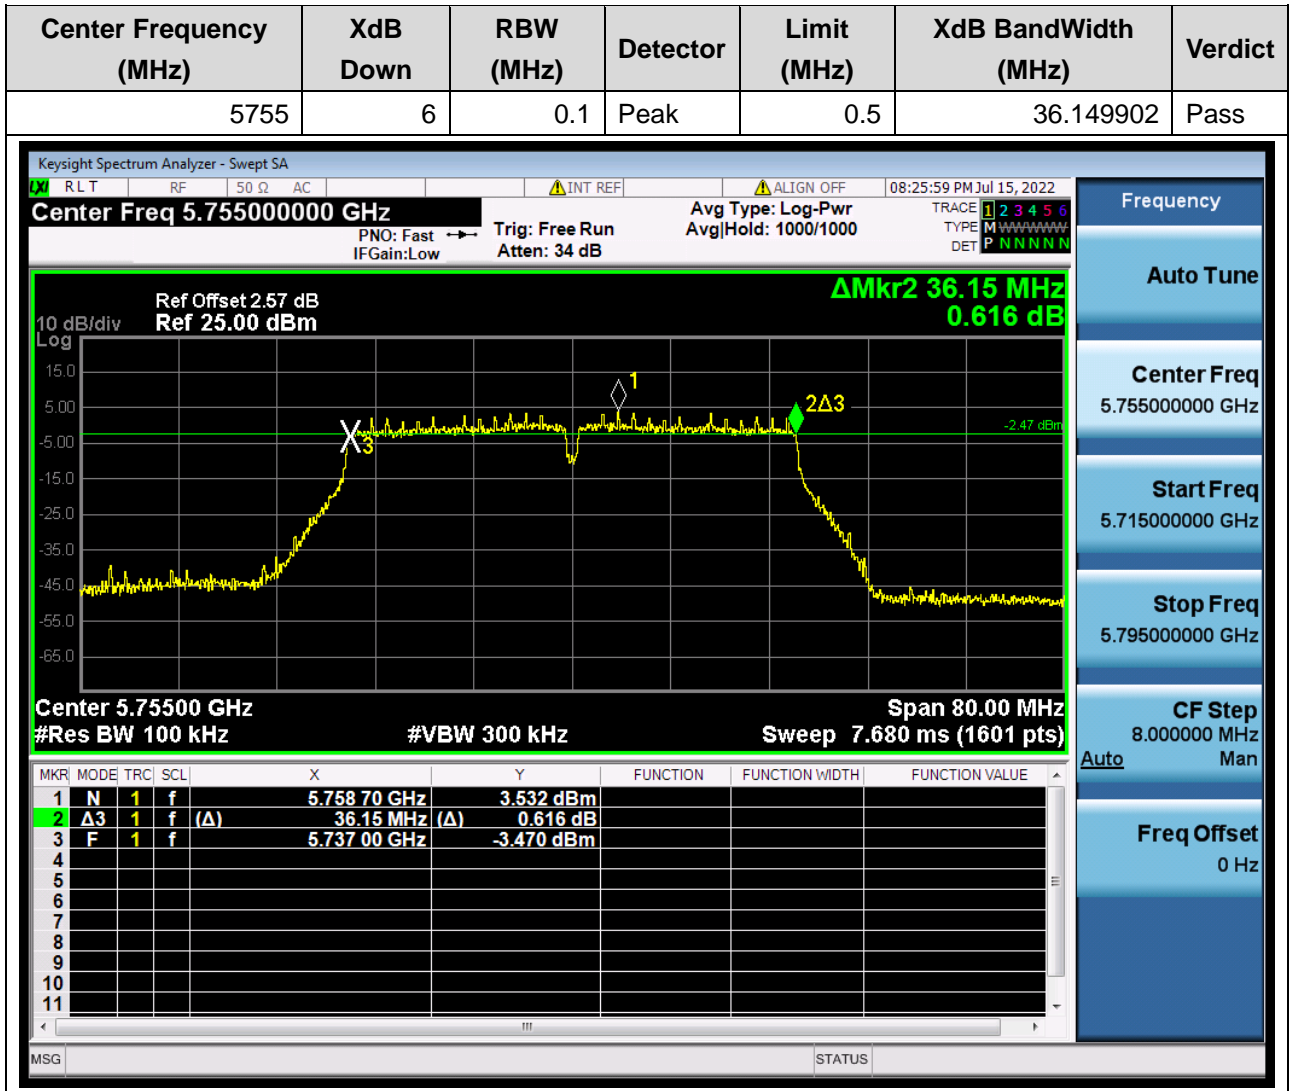 Center Frequency (MHz) XdB Down RBW (MHz) Detector Limit (MHz) XdB BandWidth (MHz) Verdict
5755 6 0.1 Peak 0.5 36.149902 Pass
Keysight Spectrum Analyzer - Swept SA
LXI RLT RF 50 Ω AC INT REF ALIGN OFF 08:25:59 PM Jul 15, 2022
Center Freq 5.755000000 GHz
PNO: Fast
IFGain:Low
Trig: Free Run
Atten: 34 dB
Avg Type: Log-Pwr
Avg|Hold: 1000/1000
TRACE 1 2 3 4 5 6
TYPE M W W W W W
DET P N N N N N
Ref Offset 2.57 dB
10 dB/div Ref 25.00 dBm
Log
ΔMkr2 36.15 MHz
0.616 dB
15.0
5.00
-5.00
-15.0
-25.0
-35.0
-45.0
-55.0
-65.0
1
2Δ3
3
-2.47 dBm
Center 5.75500 GHz Span 80.00 MHz
#Res BW 100 kHz #VBW 300 kHz Sweep 7.680 ms (1601 pts)
MKR MODE TRC SCL X Y FUNCTION FUNCTION WIDTH FUNCTION VALUE
1 N 1 f 5.758 70 GHz 3.532 dBm
2 Δ3 1 f (Δ) 36.15 MHz (Δ) 0.616 dB
3 F 1 f 5.737 00 GHz -3.470 dBm
4
5
6
7
8
9
10
11
MSG STATUS
Frequency
Auto Tune
Center Freq
5.755000000 GHz
Start Freq
5.715000000 GHz
Stop Freq
5.795000000 GHz
CF Step
8.000000 MHz
Auto Man
Freq Offset
0 Hz